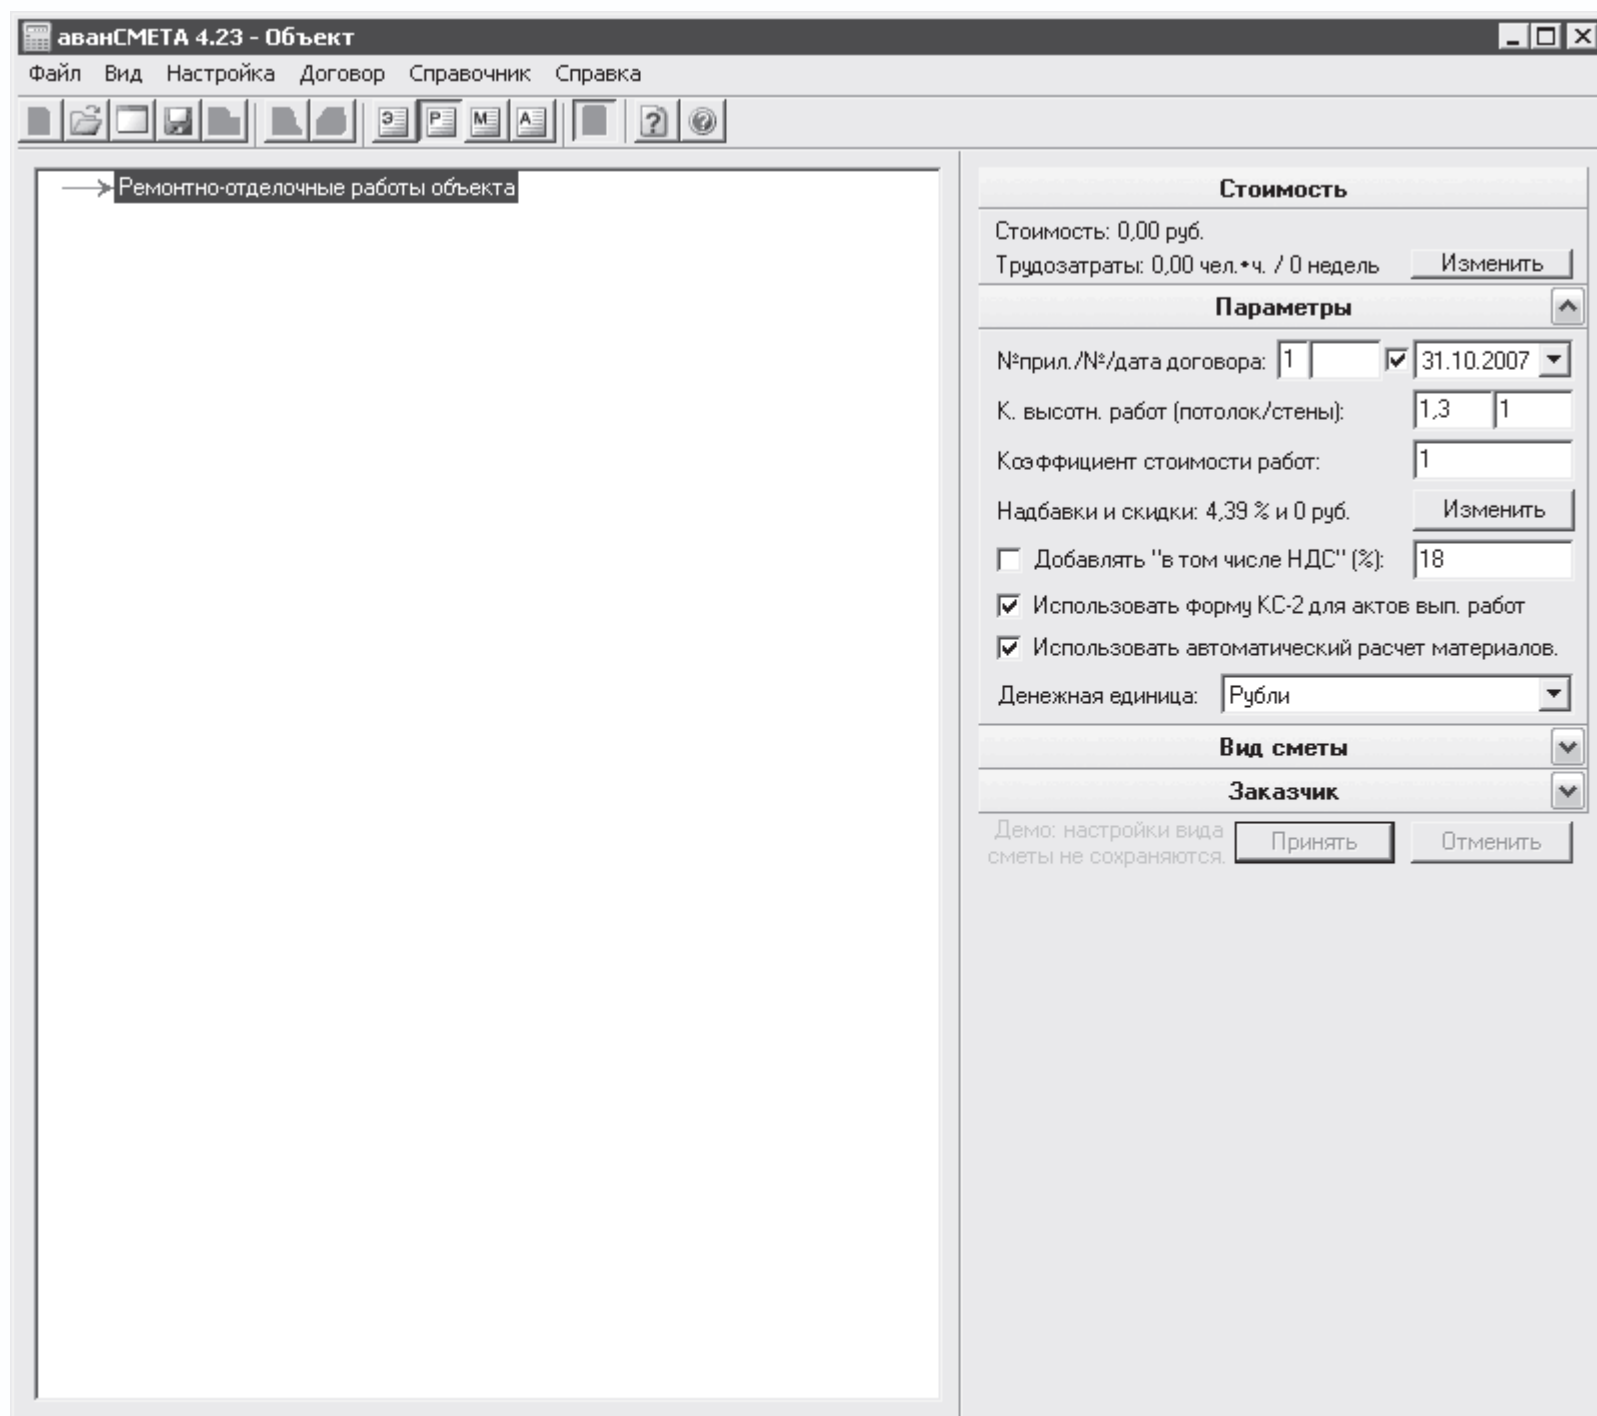 аванСМЕТА 4.23 - Объект
Файл Вид Настройка Договор Справочник Справка
Э Р М А
Ремонтно-отделочные работы объекта
Стоимость
Стоимость: 0,00 руб.
Трудозатраты: 0,00 чел.*ч. / 0 недель Изменить
Параметры
№прил./№/дата договора: 1 31.10.2007
К. высотн. работ (потолок/стены): 1,3 1
Коэффициент стоимости работ: 1
Надбавки и скидки: 4,39 % и 0 руб. Изменить
Добавлять "в том числе НДС" (%): 18
Использовать форму КС-2 для актов вып. работ
Использовать автоматический расчет материалов.
Денежная единица: Рубли
Вид сметы
Заказчик
Демо: настройки вида
сметы не сохраняются. Принять Отменить